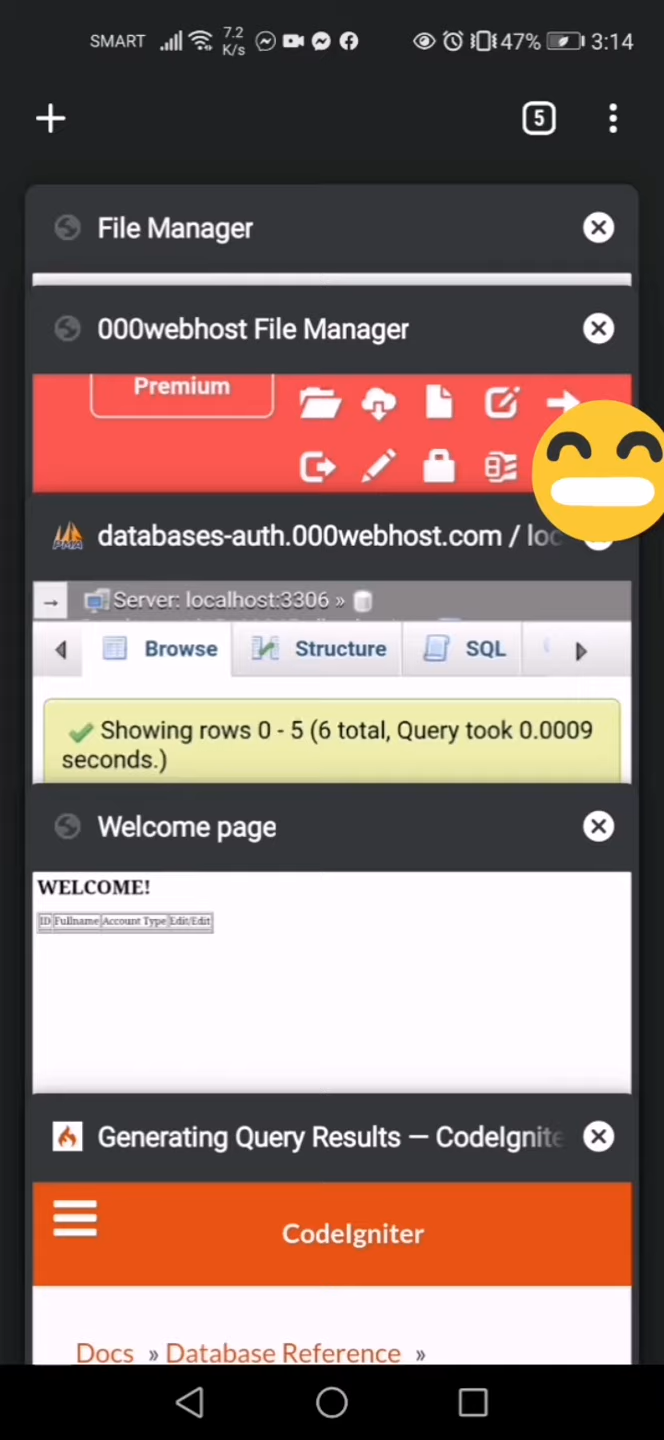 SMART 7.2 K/s 47% 3:14
5
File Manager
000webhost File Manager
Premium
databases-auth.000webhost.com / loc
Server: localhost:3306 »
Browse Structure SQL
Showing rows 0 - 5 (6 total, Query took 0.0009
seconds.)
Welcome page
WELCOME!
ID Fullname Account Type Edit/Edit
Generating Query Results — CodeIgnite
CodeIgniter
Docs » Database Reference »